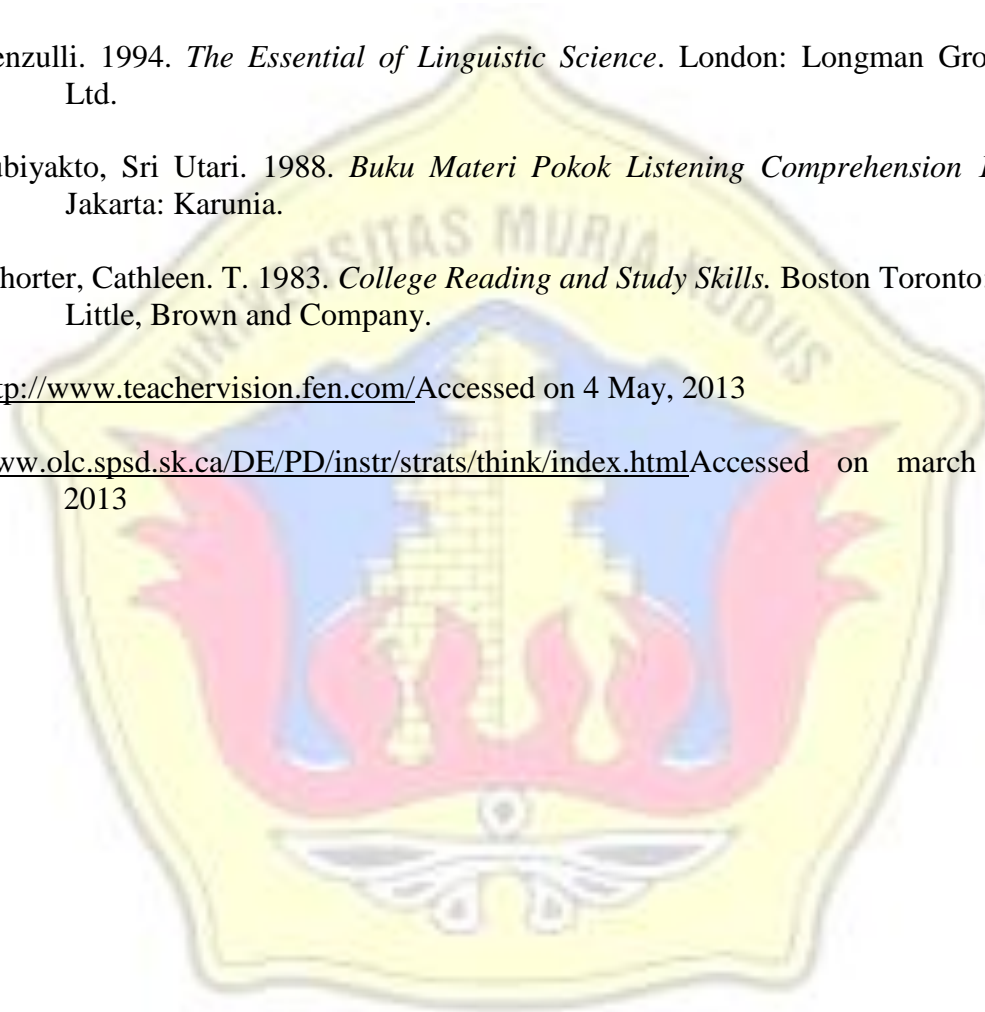 enzulli. 1994. The Essential of Linguistic Science. London: Longman Gro
Ltd.
ubiyakto, Sri Utari. 1988. Buku Materi Pokok Listening Comprehension
Jakarta: Karunia.
horter, Cathleen. T. 1983. College Reading and Study Skills. Boston Toronto:
Little, Brown and Company.
tp://www.teachervision.fen.com/Accessed on 4 May, 2013
ww.olc.spsd.sk.ca/DE/PD/instr/strats/think/index.htmlAccessed on march
2013
UNIVERSITAS MURIA KUDUS